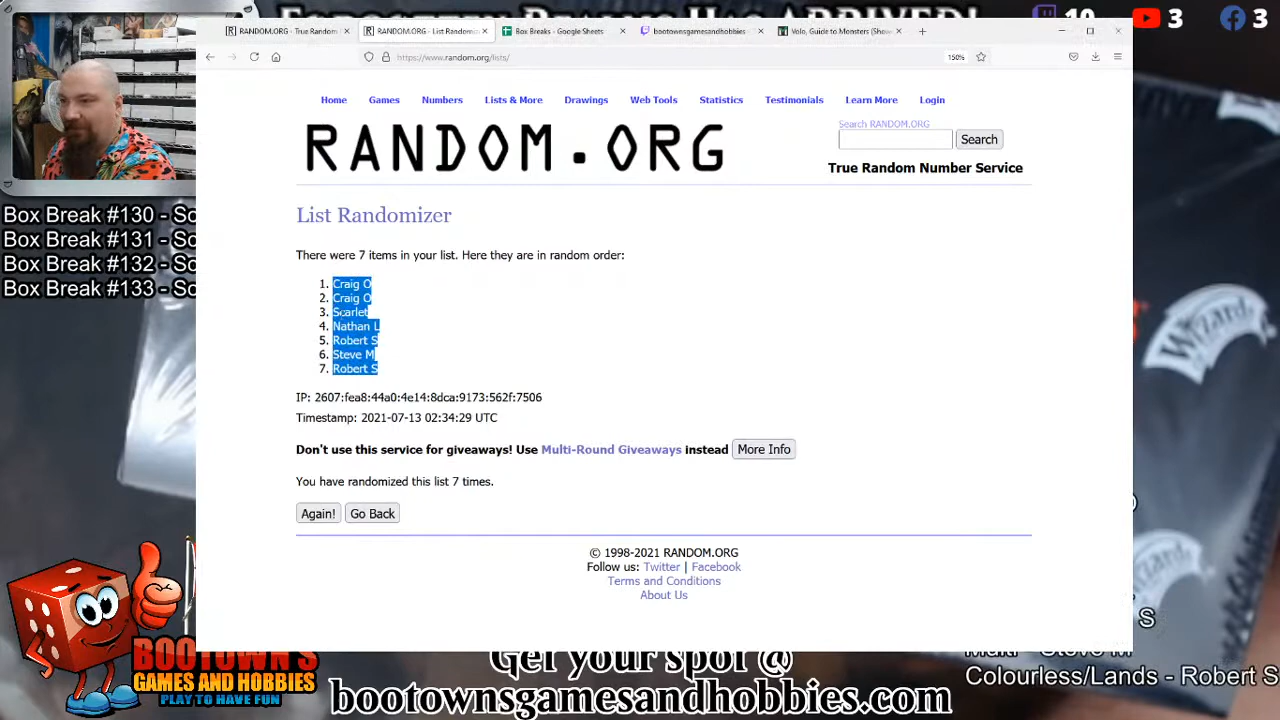 10 3 3
RANDOM.ORG - True Random RANDOM.ORG - List Randomiz Box Breaks - Google Sheets bootownsgamesandhobbies Volo, Guide to Monsters (Show
https://www.random.org/lists/ 150%
Home Games Numbers Lists & More Drawings Web Tools Statistics Testimonials Learn More Login
Search RANDOM.ORG
RANDOM.ORG
Search
True Random Number Service
List Randomizer
There were 7 items in your list. Here they are in random order:
1. Craig O
2. Craig O
3. Scarlet
4. Nathan L
5. Robert S
6. Steve M
7. Robert S
IP: 2607:fea8:44a0:4e14:8dca:9173:562f:7506
Timestamp: 2021-07-13 02:34:29 UTC
Don't use this service for giveaways! Use Multi-Round Giveaways instead More Info
You have randomized this list 7 times.
Again! Go Back
© 1998-2021 RANDOM.ORG
Follow us: Twitter | Facebook
Terms and Conditions
About Us
Box Break #130 - Sc
Box Break #131 - Sc
Box Break #132 - Sc
Box Break #133 - Sc
BOOTOWN'S
GAMES AND HOBBIES
PLAY TO HAVE FUN
Get your spot @
bootownsgamesandhobbies.com
S
Multi - Steve M
Colourless/Lands - Robert S